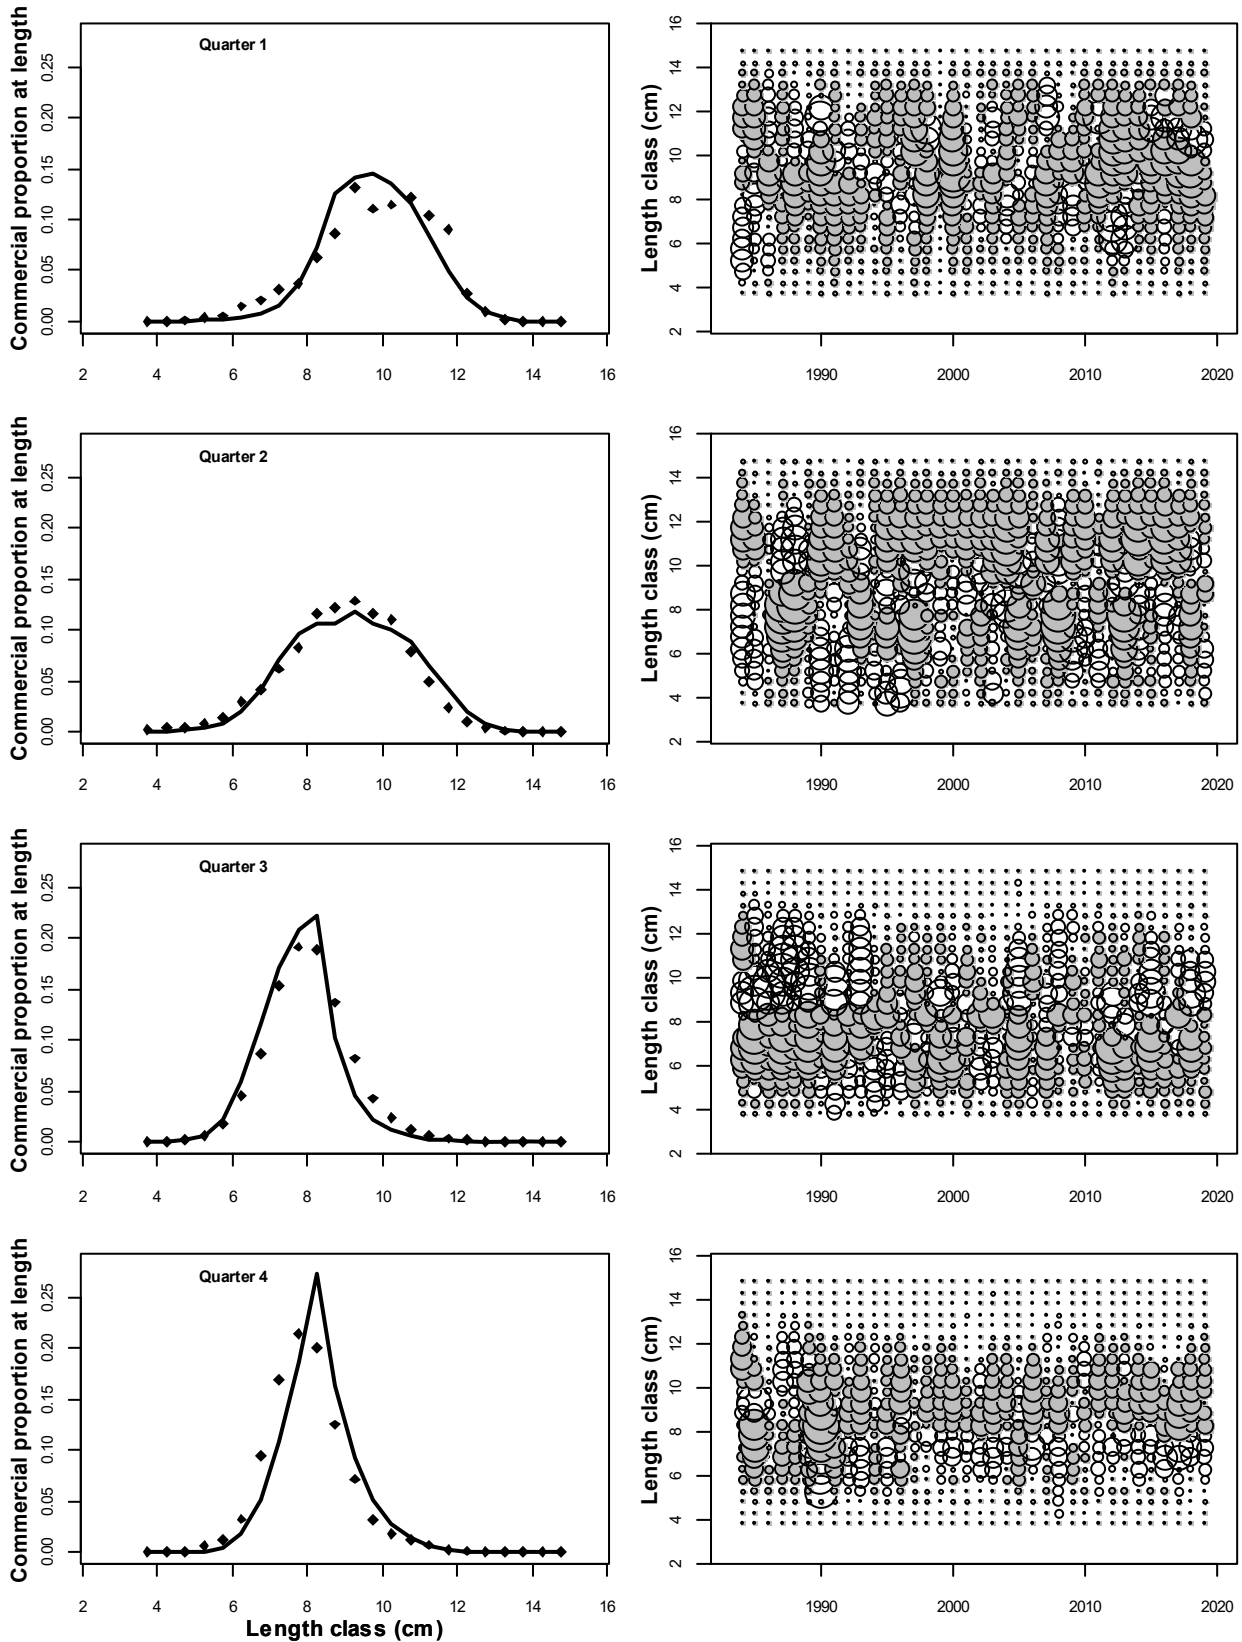 Commercial proportion at length
0.25
0.20
0.15
0.10
0.05
0.00
Quarter 1
2 4 6 8 10 12 14 16
Length class (cm)
16
14
12
10
8
6
4
2
1990 2000 2010 2020
Commercial proportion at length
0.25
0.20
0.15
0.10
0.05
0.00
Quarter 2
2 4 6 8 10 12 14 16
Length class (cm)
16
14
12
10
8
6
4
2
1990 2000 2010 2020
Commercial proportion at length
0.25
0.20
0.15
0.10
0.05
0.00
Quarter 3
2 4 6 8 10 12 14 16
Length class (cm)
16
14
12
10
8
6
4
2
1990 2000 2010 2020
Commercial proportion at length
0.25
0.20
0.15
0.10
0.05
0.00
Quarter 4
2 4 6 8 10 12 14 16
Length class (cm)
Length class (cm)
16
14
12
10
8
6
4
2
1990 2000 2010 2020